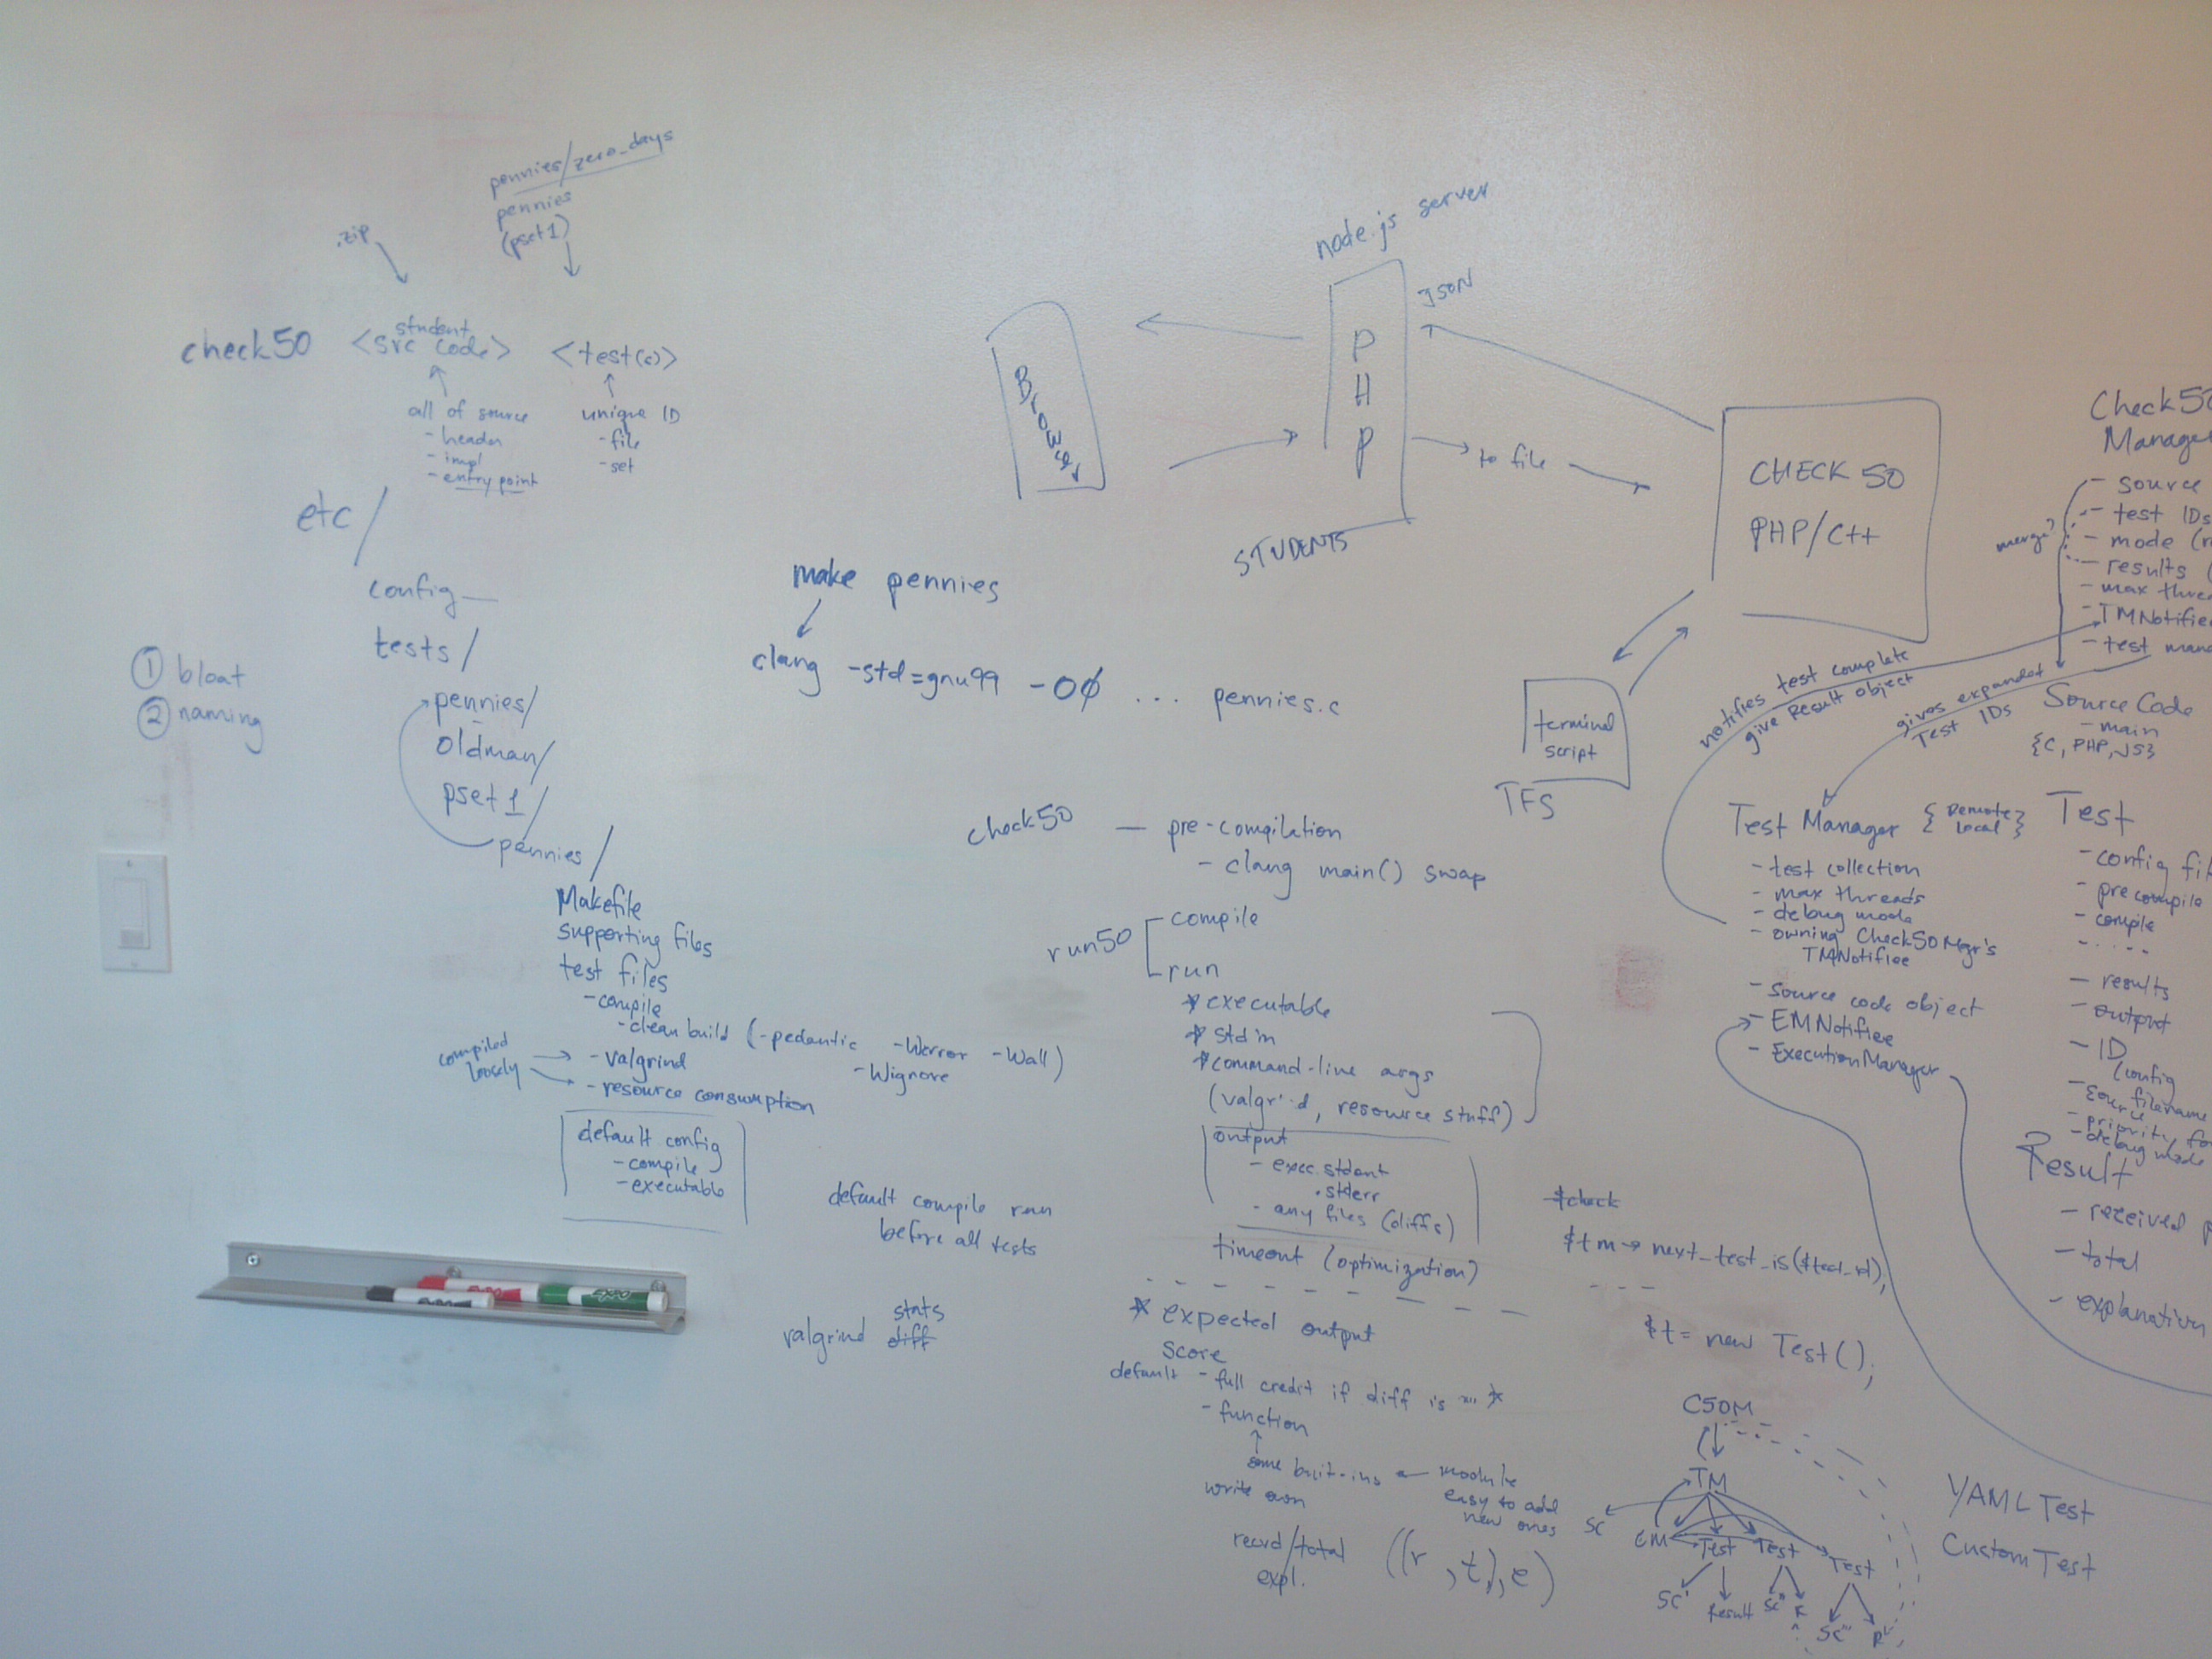 pennies/zero_days
pennies
(pset1)
.zip
check50 <student src code> <test(s)>
all of source
- header
- impl
- entry point
unique ID
- file
- set
etc/
config
tests/
pennies/
oldman/
pset1/
pennies/
Makefile
supporting files
test files
- compile
- clean build (-pedantic -Werror -Wall)
-Wignore
compiled loosely
- valgrind
- resource consumption
default config
- compile
- executable
① bloat
② naming
make pennies
clang -std=gnu99 -O0 ... pennies.c
default compile run
before all tests
valgrind stats
diff
node.js server
Browser
PHP
STUDENTS
JSON
to file
CHECK 50
PHP/C++
terminal
script
TFS
check50 — pre-compilation
- clang main() swap
run50
compile
run
* executable
* stdin
* command-line args
(valgrind, resource stuff)
output
- exec.stdout
.stderr
- any files (diffs)
timeout (optimization)
* expected output
score
default - full credit if diff is
- function
some built-ins
write own
module
easy to add
new ones
recvd/total
expl.
((r, t), e)
$check
$tm→next_test_is($test_id);
- - -
$t = new Test();
Check50
Manager
- source
- test IDs
- mode
- results
- max
- TMNotifiee
- test
merge?
notifies test complete
give result object
gives expanded
Test IDs
Source Code
- main
{C, PHP, JS}
Test Manager {Remote Local}
- test collection
- max threads
- debug mode
- owning Check50Mgr's
TMNotifiee
- source code object
- EMNotifiee
- ExecutionManager
Test
- config
- precompile
- compile
- .....
- results
- output
- ID
/config
filename
- source
- priority
- debug mode
Result
- received
- total
- explanation
C50M
TM
SC
EM
Test Test Test
SC' Result SC'' R
SC''' R
YAML Test
Custom Test